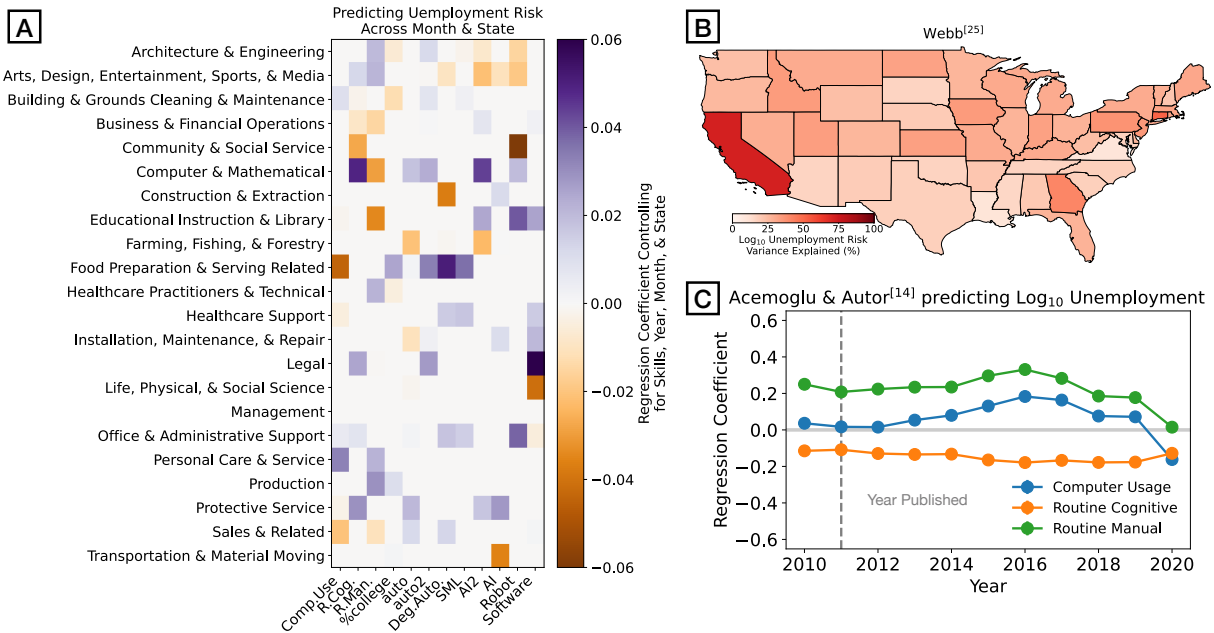 A
Predicting Uemployment Risk
Across Month & State
Architecture & Engineering
Arts, Design, Entertainment, Sports, & Media
Building & Grounds Cleaning & Maintenance
Business & Financial Operations
Community & Social Service
Computer & Mathematical
Construction & Extraction
Educational Instruction & Library
Farming, Fishing, & Forestry
Food Preparation & Serving Related
Healthcare Practitioners & Technical
Healthcare Support
Installation, Maintenance, & Repair
Legal
Life, Physical, & Social Science
Management
Office & Administrative Support
Personal Care & Service
Production
Protective Service
Sales & Related
Transportation & Material Moving
Comp.Use
R.Cog.
R.Man.
%college
auto
auto2
Deg.Auto.
SML
AI2
AI
Robot
Software
0.06
0.04
0.02
0.00
−0.02
−0.04
−0.06
Regression Coefficient Controlling
for Skills, Year, Month, & State
B
Webb[25]
0 25 50 75 100
Log10 Unemployment Risk
Variance Explained (%)
C
Acemoglu & Autor[14] predicting Log10 Unemployment
Regression Coefficient
0.6
0.4
0.2
0.0
−0.2
−0.4
−0.6
Year Published
Computer Usage
Routine Cognitive
Routine Manual
2010 2012 2014 2016 2018 2020
Year